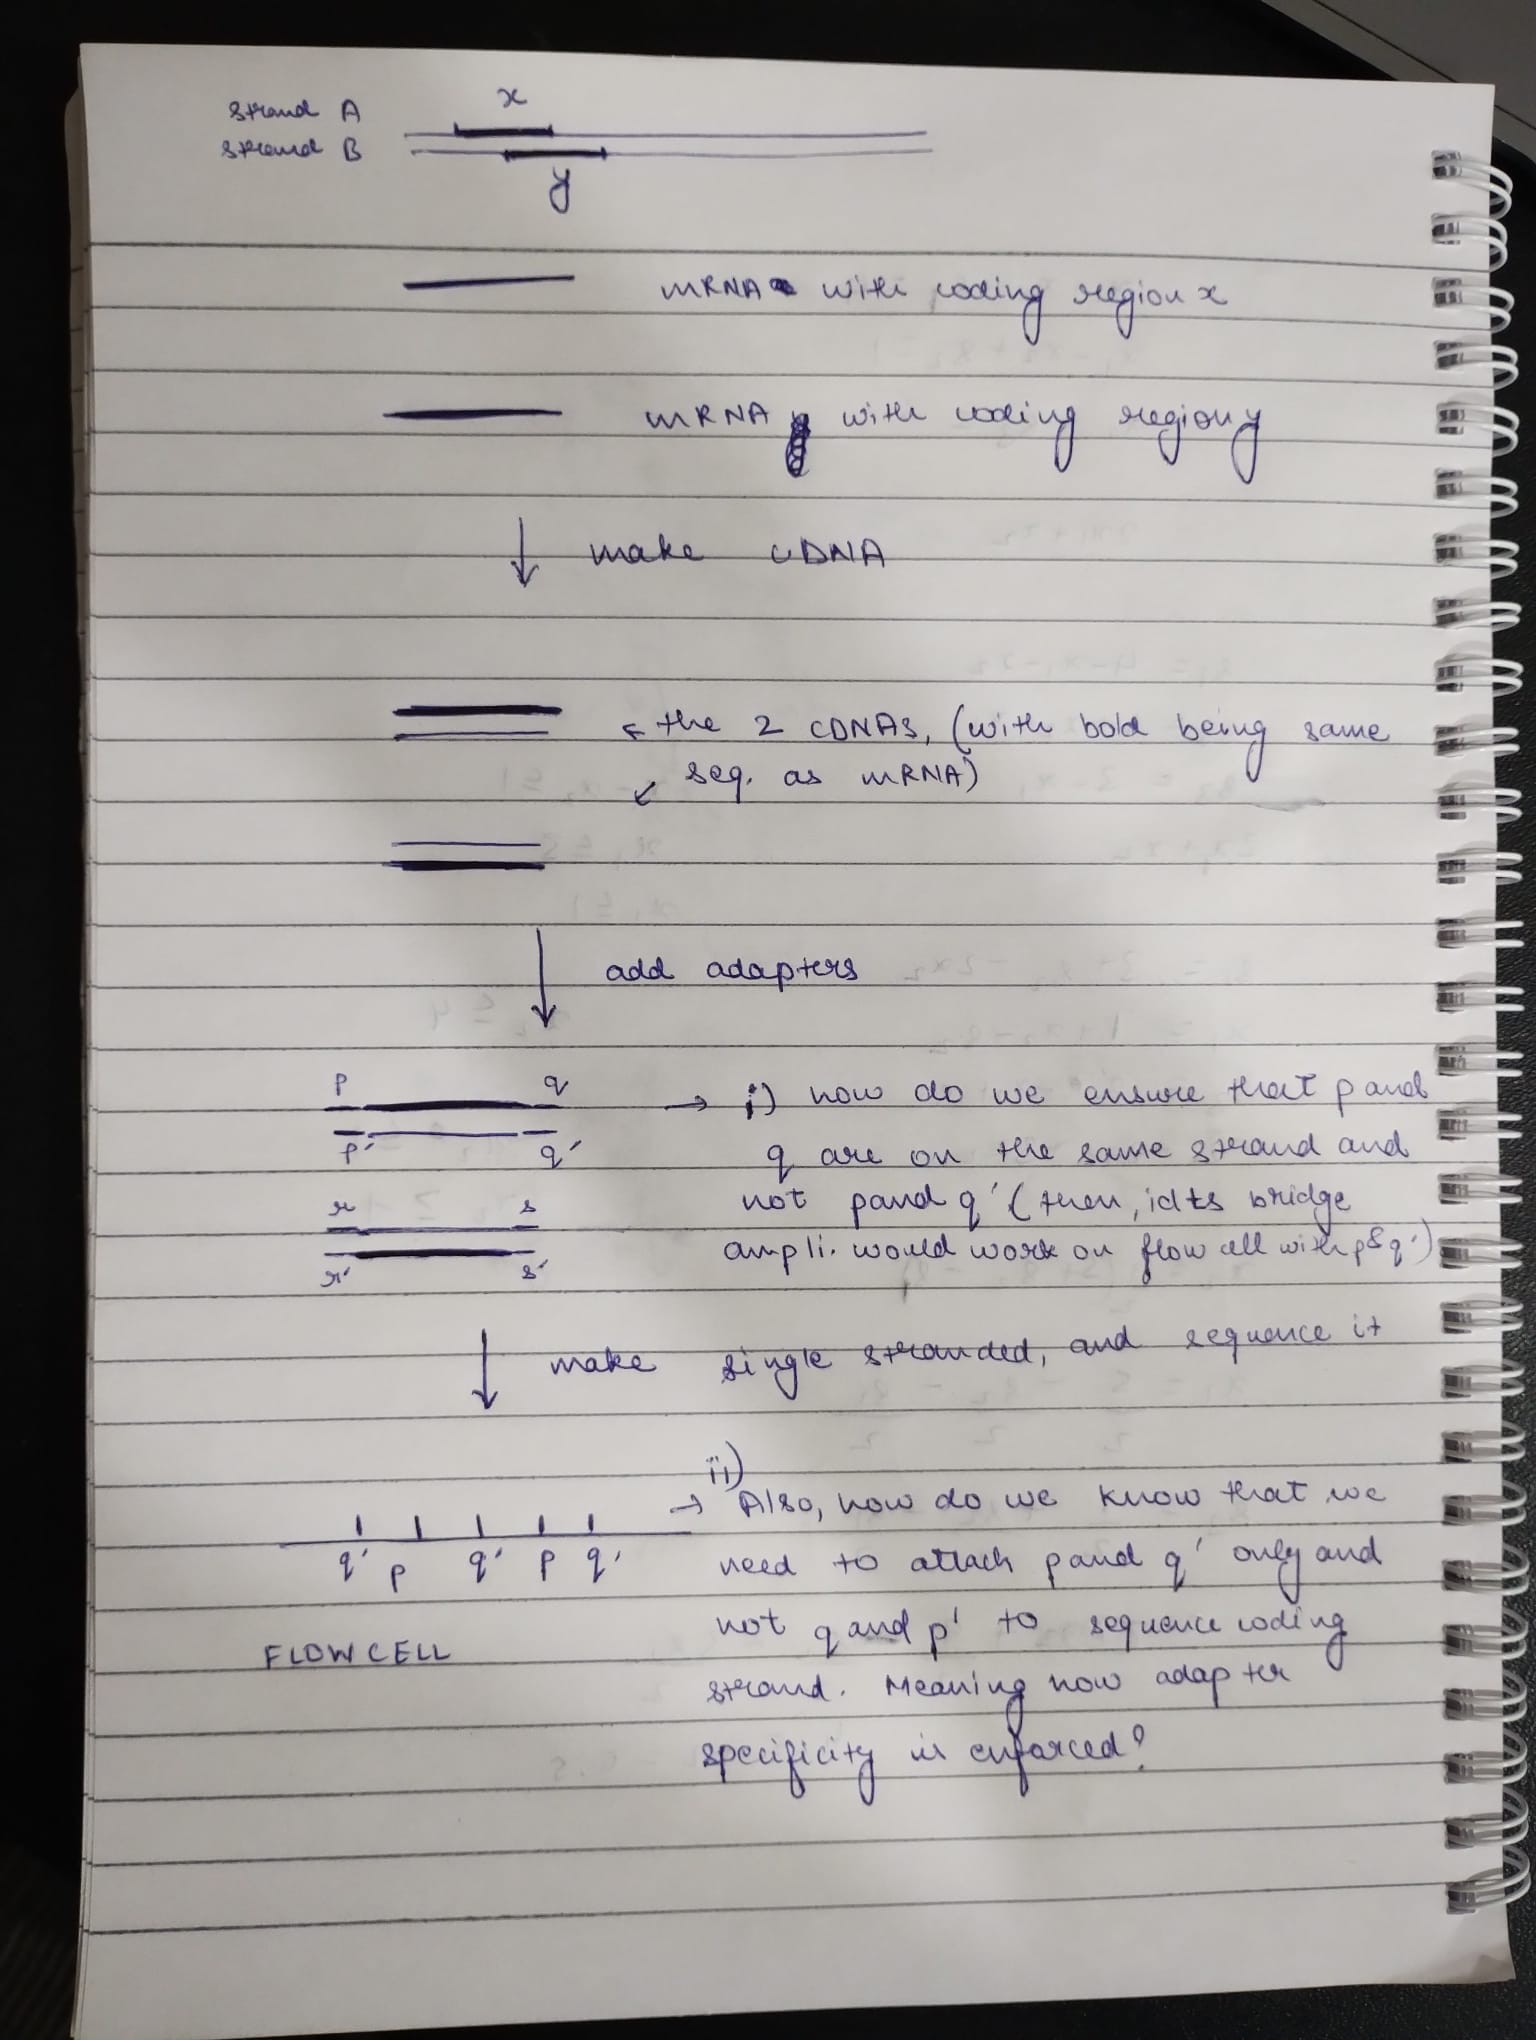 strand A
x
strand B
y
mRNA with coding region x
mRNA with coding region y
make cDNA
← the 2 cDNAs, (with bold being same
↙ seq. as mRNA)
add adapters
p q → i) how do we ensure that p and
p' q' q are on the same strand and
r s not p and q' (then, bridge
r' s' ampli. would work on flow cell with p & q')
make single stranded, and sequence it
ii)
→ Also, how do we know that we
q' p q' p q' need to attach p and q' only and
not q and p' to sequence coding
FLOWCELL
strand. Meaning how adapter
specificity is enforced?